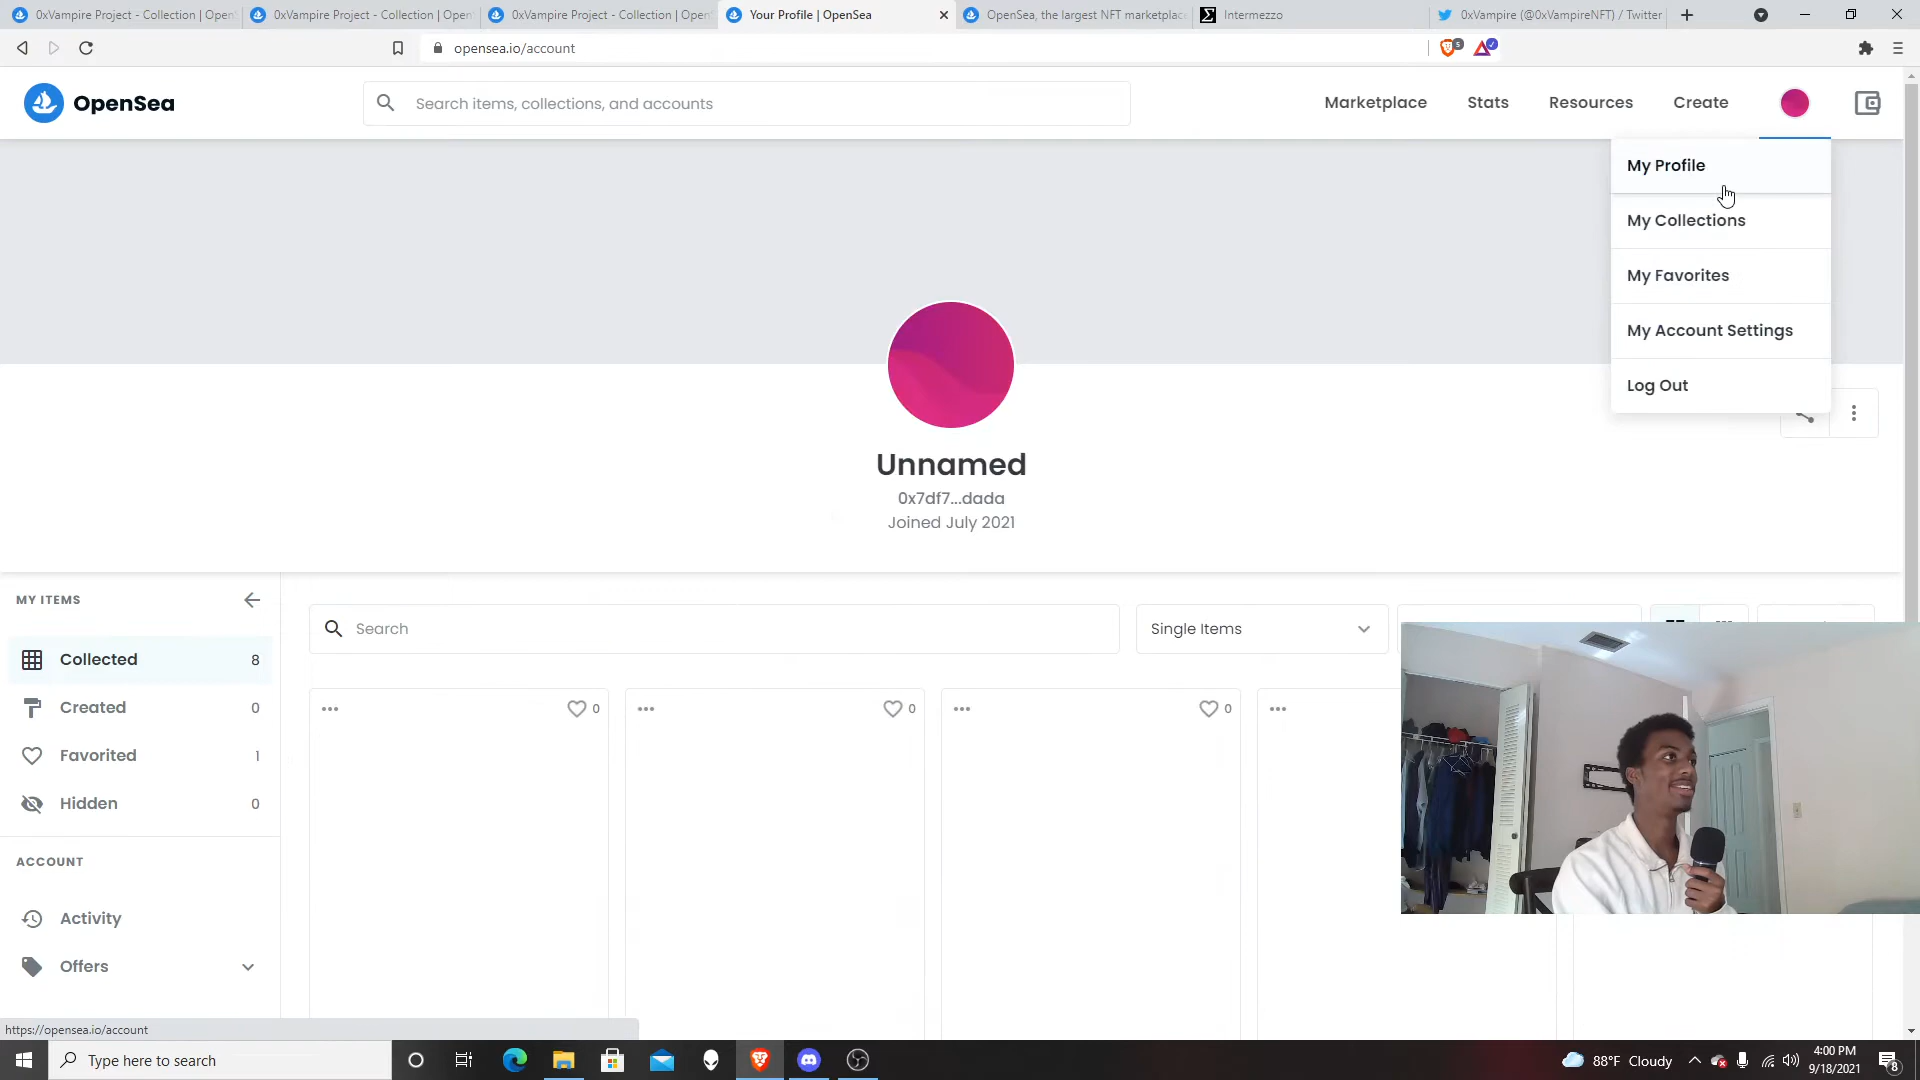 0xVampire Project - Collection | Open
0xVampire Project - Collection | Open
0xVampire Project - Collection | Open
Your Profile | OpenSea
OpenSea, the largest NFT marketplac
Intermezzo
0xVampire (@0xVampireNFT) / Twitter
opensea.io/account
5
OpenSea
Search items, collections, and accounts
Marketplace
Stats
Resources
Create
My Profile
My Collections
My Favorites
My Account Settings
Log Out
Unnamed
0x7df7...dada
Joined July 2021
MY ITEMS
Search
Single Items
Collected 8
Created 0
Favorited 1
Hidden 0
0
0
0
ACCOUNT
Activity
Offers
https://opensea.io/account
Type here to search
88°F Cloudy
4:00 PM
9/18/2021
8